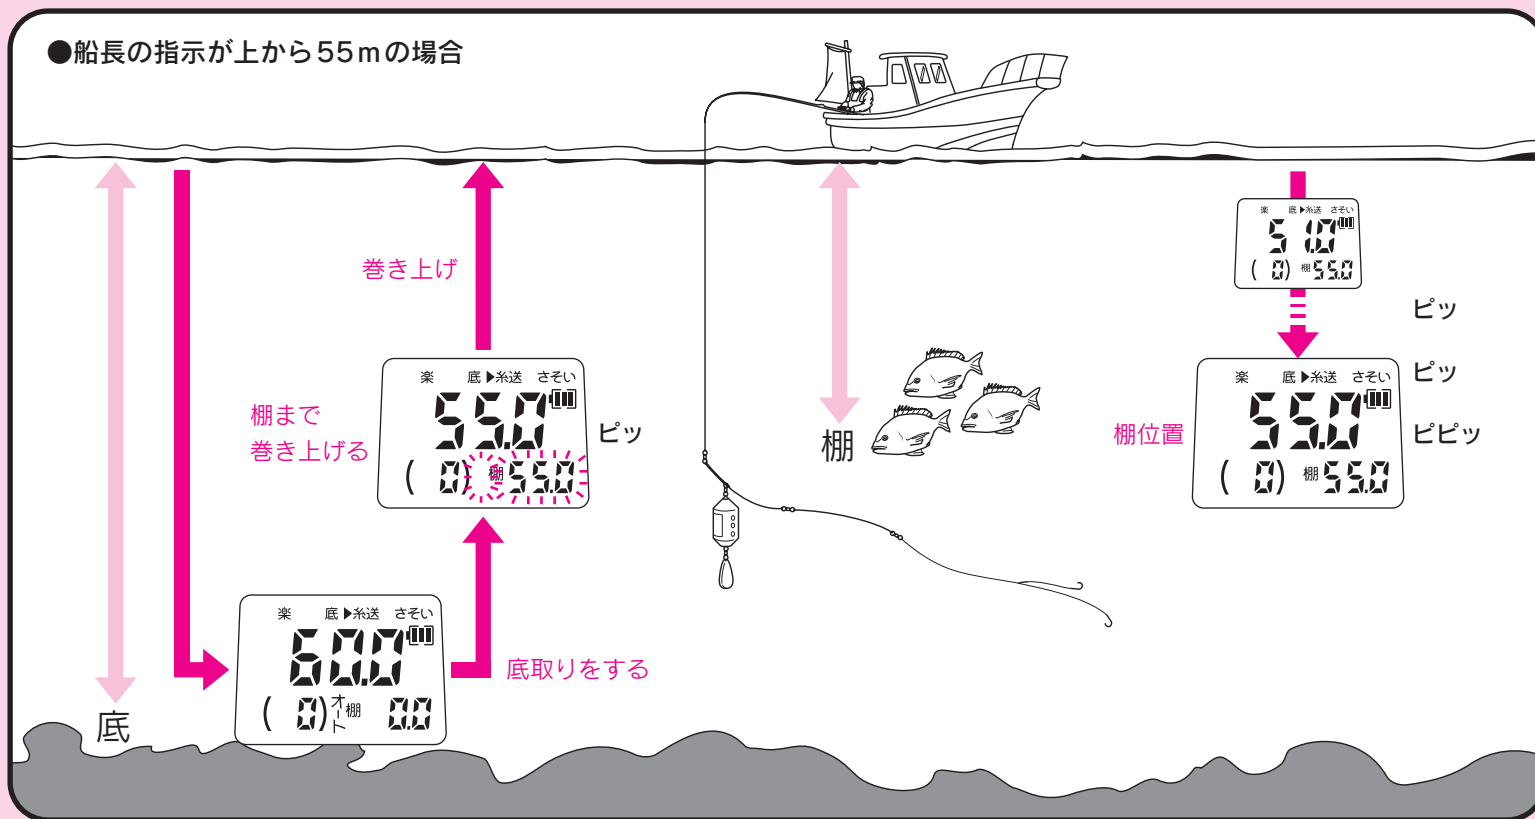 ●船長の指示が上から55mの場合
巻き上げ
棚まで
巻き上げる
楽 底▶糸送 さそい
55.0
(0) 棚 55.0
ピッ
楽 底▶糸送 さそい
60.0
(0) オート 棚 0.0
底取りをする
底
棚
楽 底▶糸送 さそい
51.0
(0) 棚 55.0
ピッ
ピッ
ピピッ
棚位置
楽 底▶糸送 さそい
55.0
(0) 棚 55.0